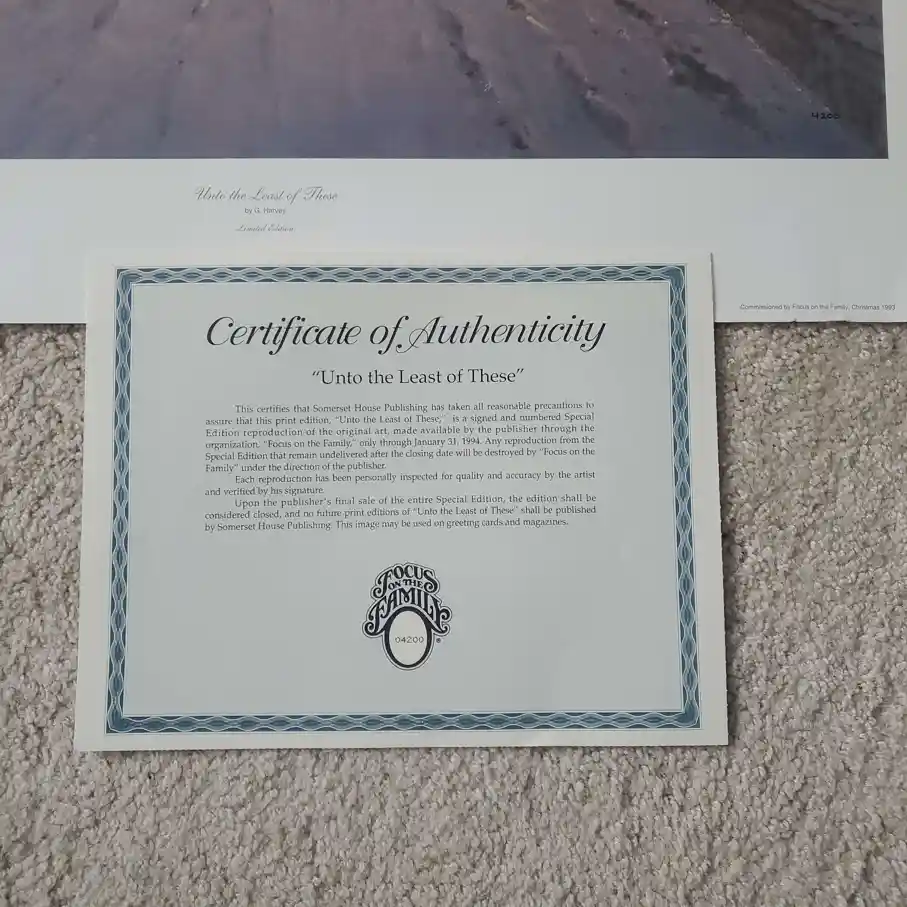 4200
Unto the Least of These
by G. Harvey
Limited Edition
Commissioned by Focus on the Family, Christmas 1993
Certificate of Authenticity
"Unto the Least of These"
This certifies that Somerset House Publishing has taken all reasonable precautions to
assure that this print edition, "Unto the Least of These," is a signed and numbered Special
Edition reproduction of the original art, made available by the publisher through the
organization, "Focus on the Family," only through January 31, 1994. Any reproduction from the
Special Edition that remain undelivered after the closing date will be destroyed by "Focus on the
Family" under the direction of the publisher.
Each reproduction has been personally inspected for quality and accuracy by the artist
and verified by his signature.
Upon the publisher's final sale of the entire Special Edition, the edition shall be
considered closed, and no future print editions of "Unto the Least of These" shall be published
by Somerset House Publishing. This image may be used on greeting cards and magazines.
FOCUS
ON THE
FAMILY
04200 ®